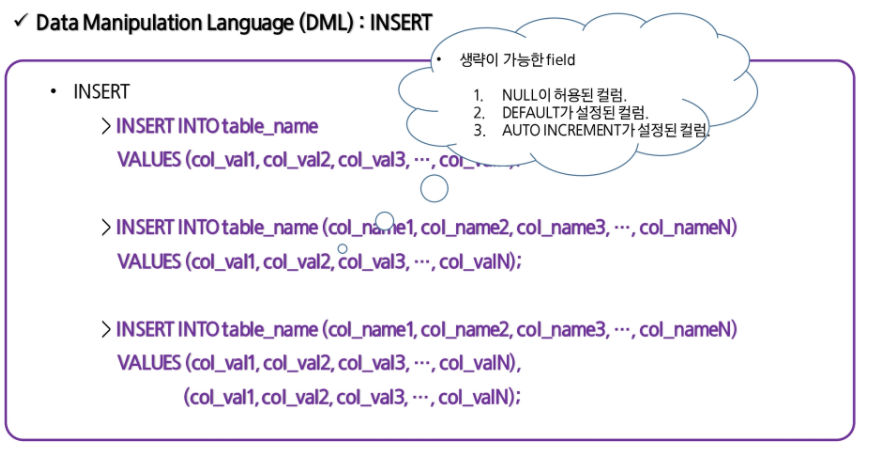 ✓ Data Manipulation Language (DML) : INSERT
• 생략이 가능한 field
1. NULL이 허용된 컬럼.
2. DEFAULT가 설정된 컬럼.
3. AUTO INCREMENT가 설정된 컬럼.
• INSERT
> INSERT INTO table_name
VALUES (col_val1, col_val2, col_val3, …,
> INSERT INTO table_name (col_name1, col_name2, col_name3, …, col_nameN)
VALUES (col_val1, col_val2, col_val3, …, col_valN);
> INSERT INTO table_name (col_name1, col_name2, col_name3, …, col_nameN)
VALUES (col_val1, col_val2, col_val3, …, col_valN),
(col_val1, col_val2, col_val3, …, col_valN);